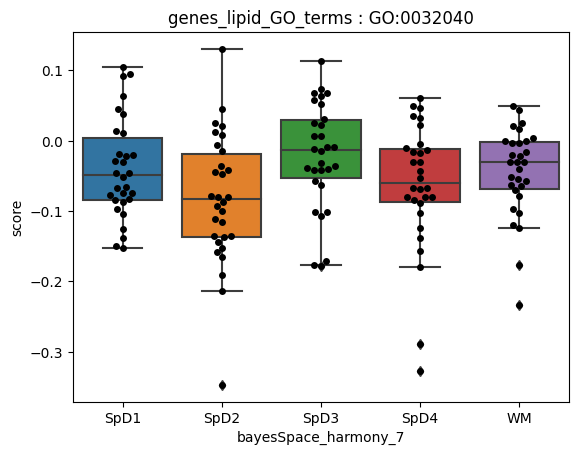 genes_lipid_GO_terms : GO:0032040
score
0.1
0.0
−0.1
−0.2
−0.3
SpD1 SpD2 SpD3 SpD4 WM
bayesSpace_harmony_7